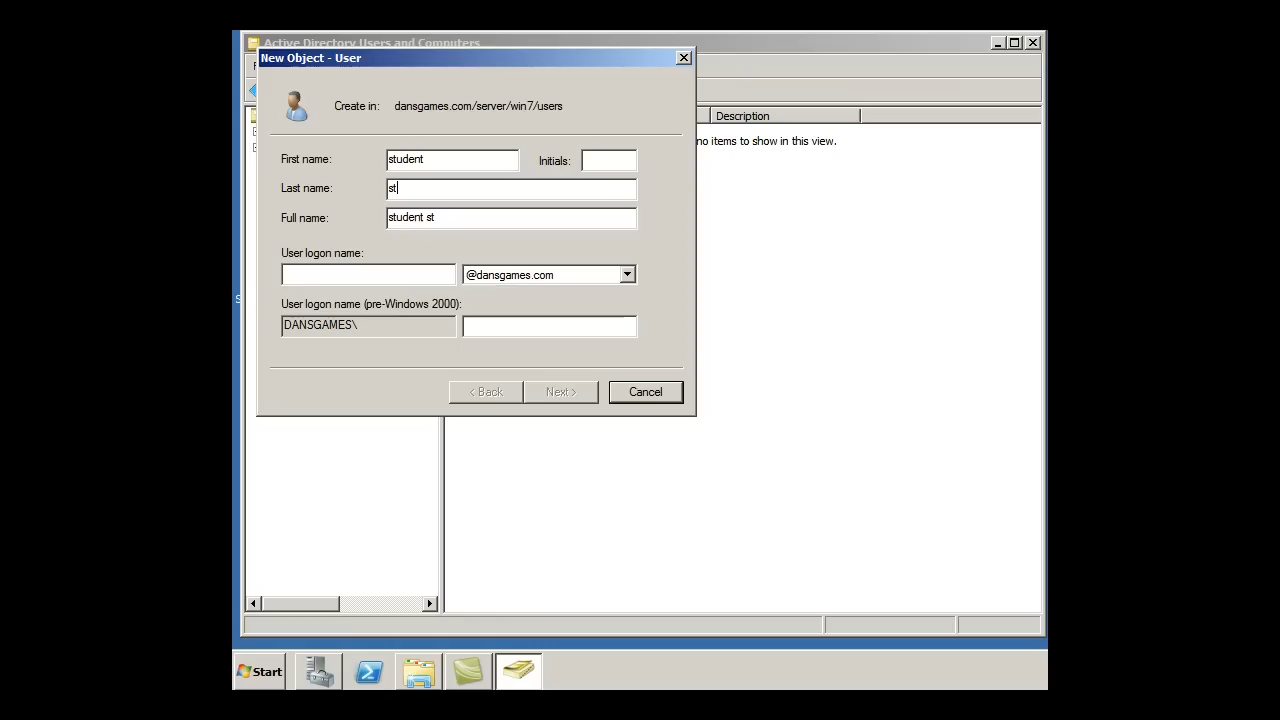 Active Directory Users and Computers
New Object - User
Create in: dansgames.com/server/win7/users
Description
no items to show in this view.
First name: student Initials:
Last name: st
Full name: student st
User logon name:
@dansgames.com
User logon name (pre-Windows 2000):
DANSGAMES\
< Back Next > Cancel
Start